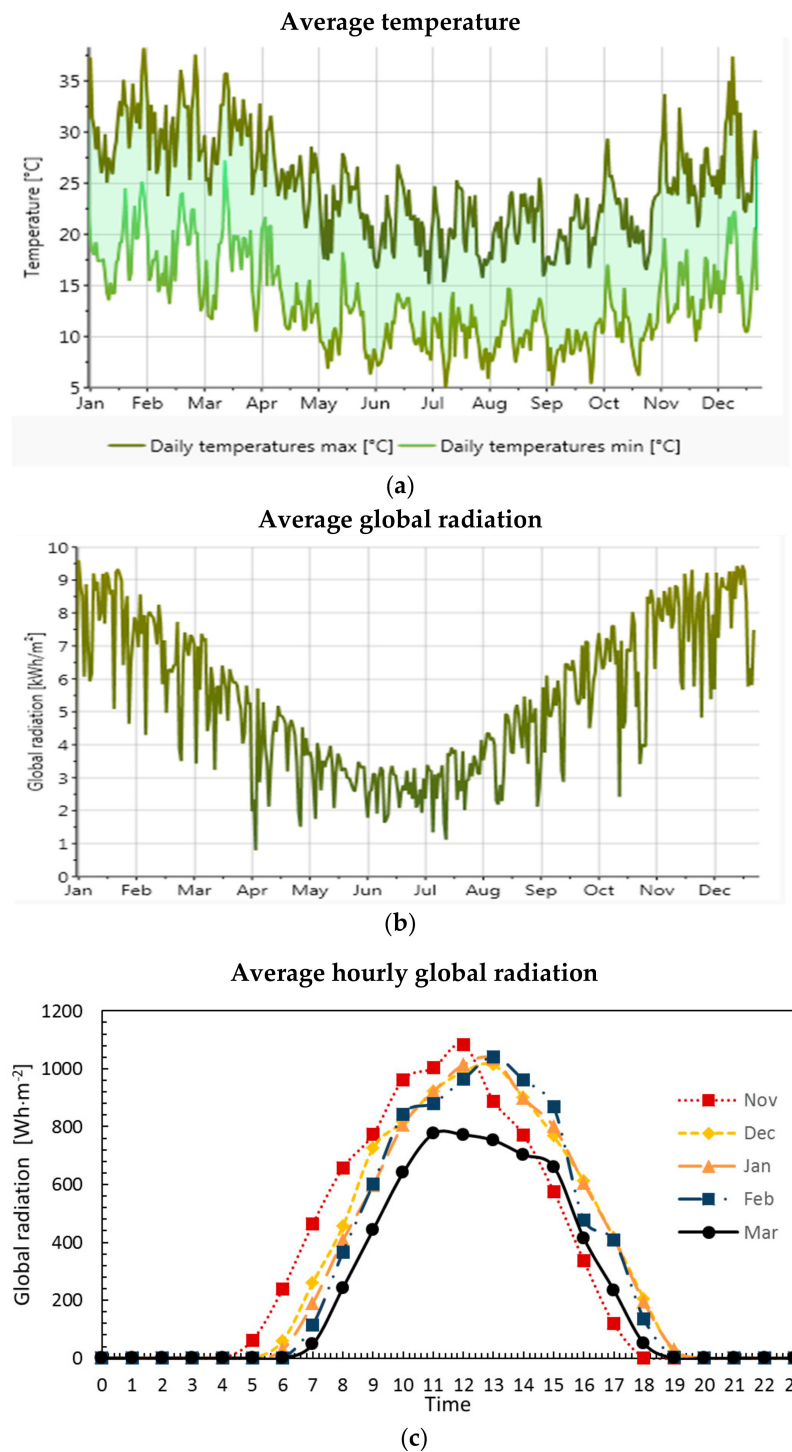 Average temperature
Temperature [°C]
35
30
25
20
15
10
5
Jan Feb Mar Apr May Jun Jul Aug Sep Oct Nov Dec
Daily temperatures max [°C] Daily temperatures min [°C]
(a)
Average global radiation
Global radiation [kWh/m²]
10
9
8
7
6
5
4
3
2
1
0
Jan Feb Mar Apr May Jun Jul Aug Sep Oct Nov Dec
(b)
Average hourly global radiation
Global radiation [Wh·m⁻²]
1200
1000
800
600
400
200
0
Nov
Dec
Jan
Feb
Mar
0 1 2 3 4 5 6 7 8 9 10 11 12 13 14 15 16 17 18 19 20 21 22
Time
(c)